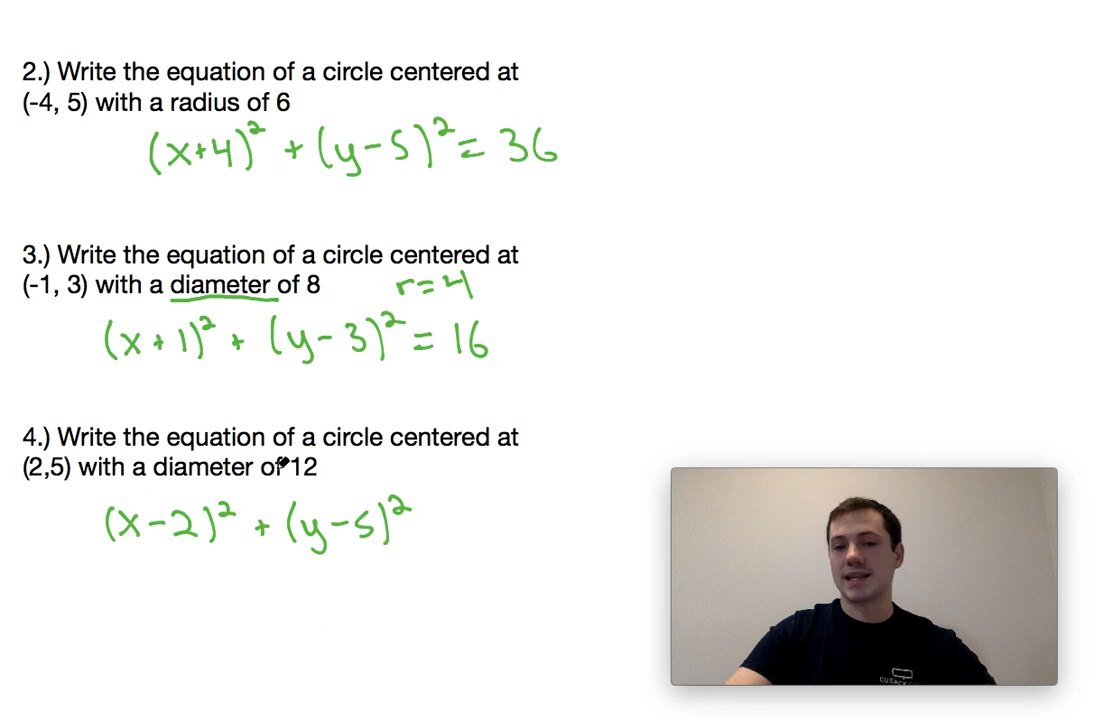 2.) Write the equation of a circle centered at
(-4, 5) with a radius of 6
(x+4)² + (y-5)² = 36
3.) Write the equation of a circle centered at
(-1, 3) with a diameter of 8 r=4
(x+1)² + (y-3)² = 16
4.) Write the equation of a circle centered at
(2,5) with a diameter of 12
(x-2)² + (y-5)²